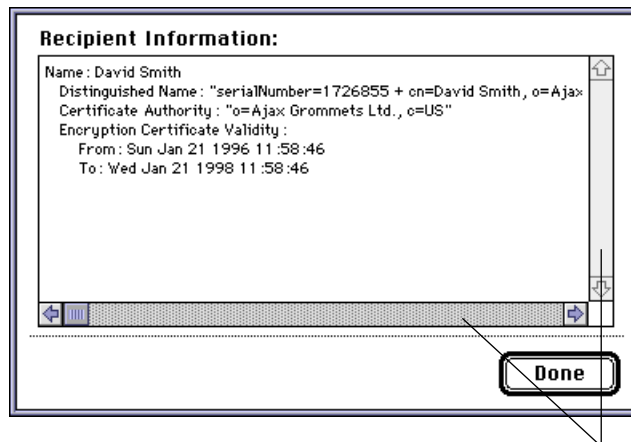 Recipient Information:
Name: David Smith
Distinguished Name: "serialNumber=1726855 + cn=David Smith, o=Ajax
Certificate Authority: "o=Ajax Grommets Ltd., c=US"
Encryption Certificate Validity:
From: Sun Jan 21 1996 11:58:46
To: Wed Jan 21 1998 11:58:46
Done